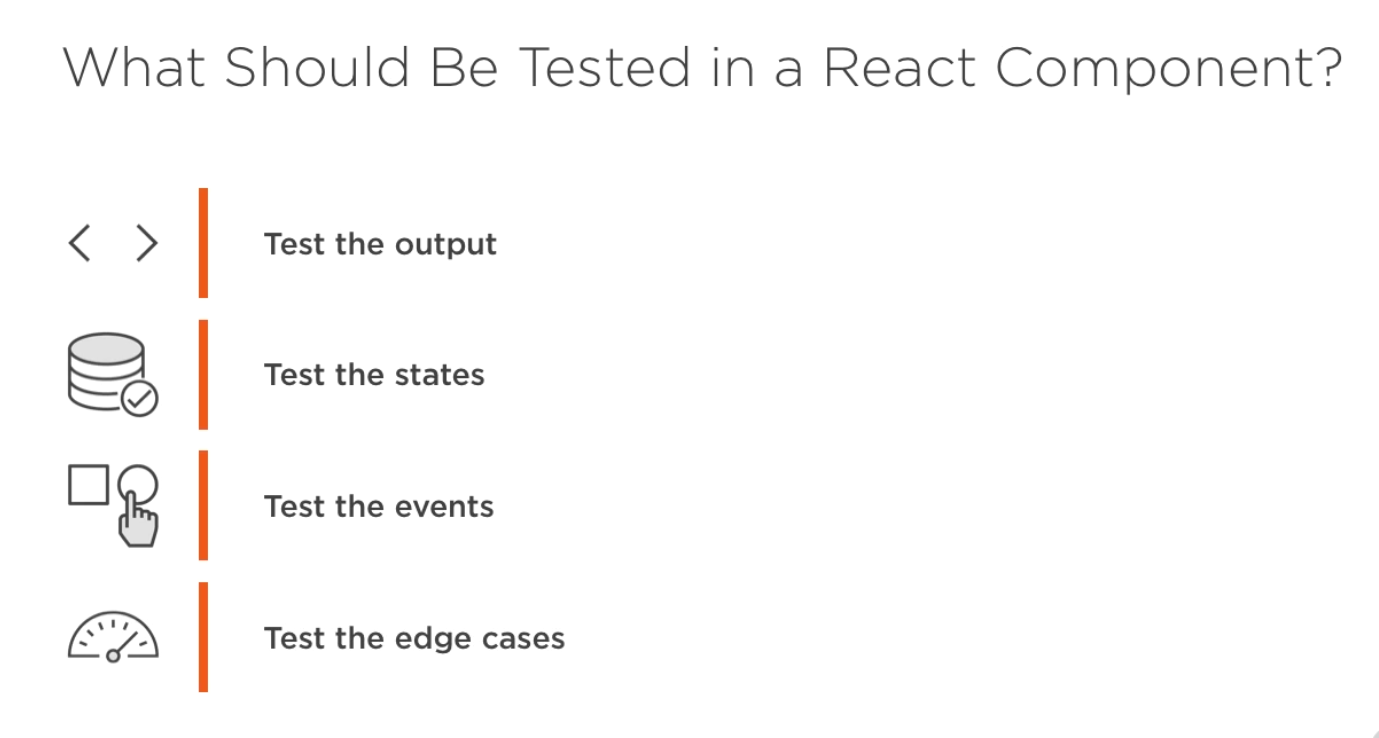 What Should Be Tested in a React Component?
Test the output
Test the states
Test the events
Test the edge cases